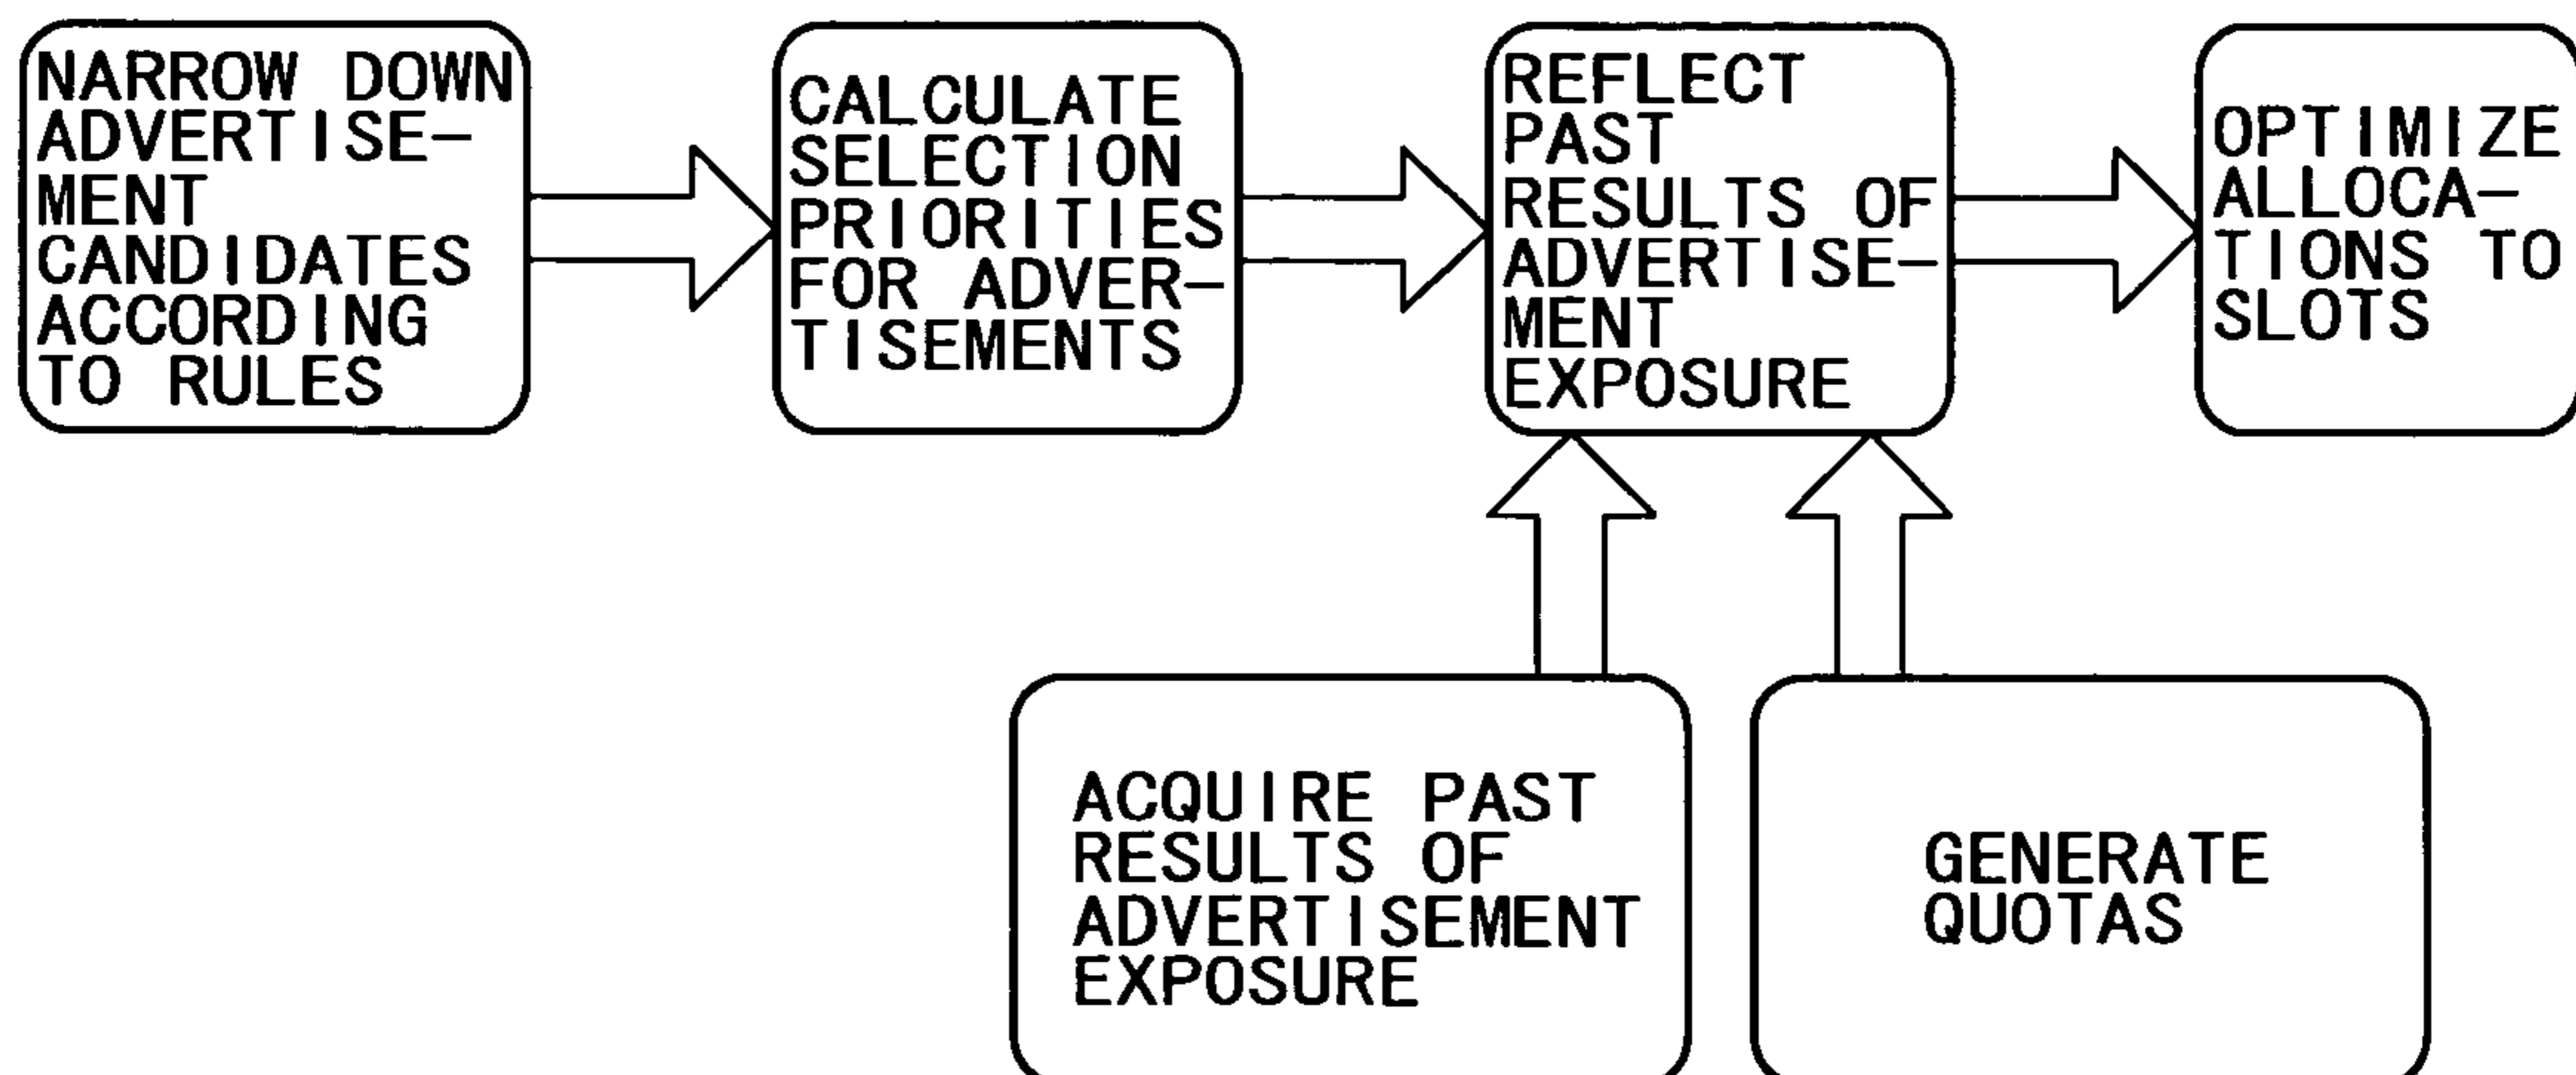 NARROW DOWN
ADVERTISE-
MENT
CANDIDATES
ACCORDING
TO RULES
CALCULATE
SELECTION
PRIORITIES
FOR ADVER-
TISEMENTS
REFLECT
PAST
RESULTS OF
ADVERTISE-
MENT
EXPOSURE
OPTIMIZE
ALLOCA-
TIONS TO
SLOTS
ACQUIRE PAST
RESULTS OF
ADVERTISEMENT
EXPOSURE
GENERATE
QUOTAS